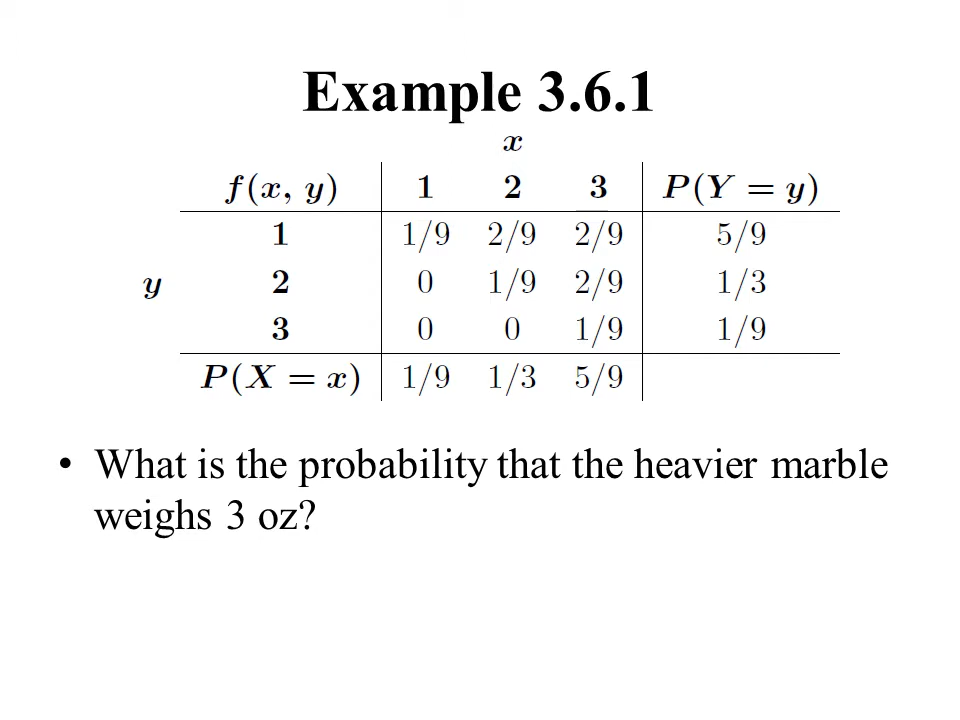 Example 3.6.1
x
f(x, y) 1 2 3 P(Y = y)
1 1/9 2/9 2/9 5/9
y 2 0 1/9 2/9 1/3
3 0 0 1/9 1/9
P(X = x) 1/9 1/3 5/9
• What is the probability that the heavier marble
weighs 3 oz?